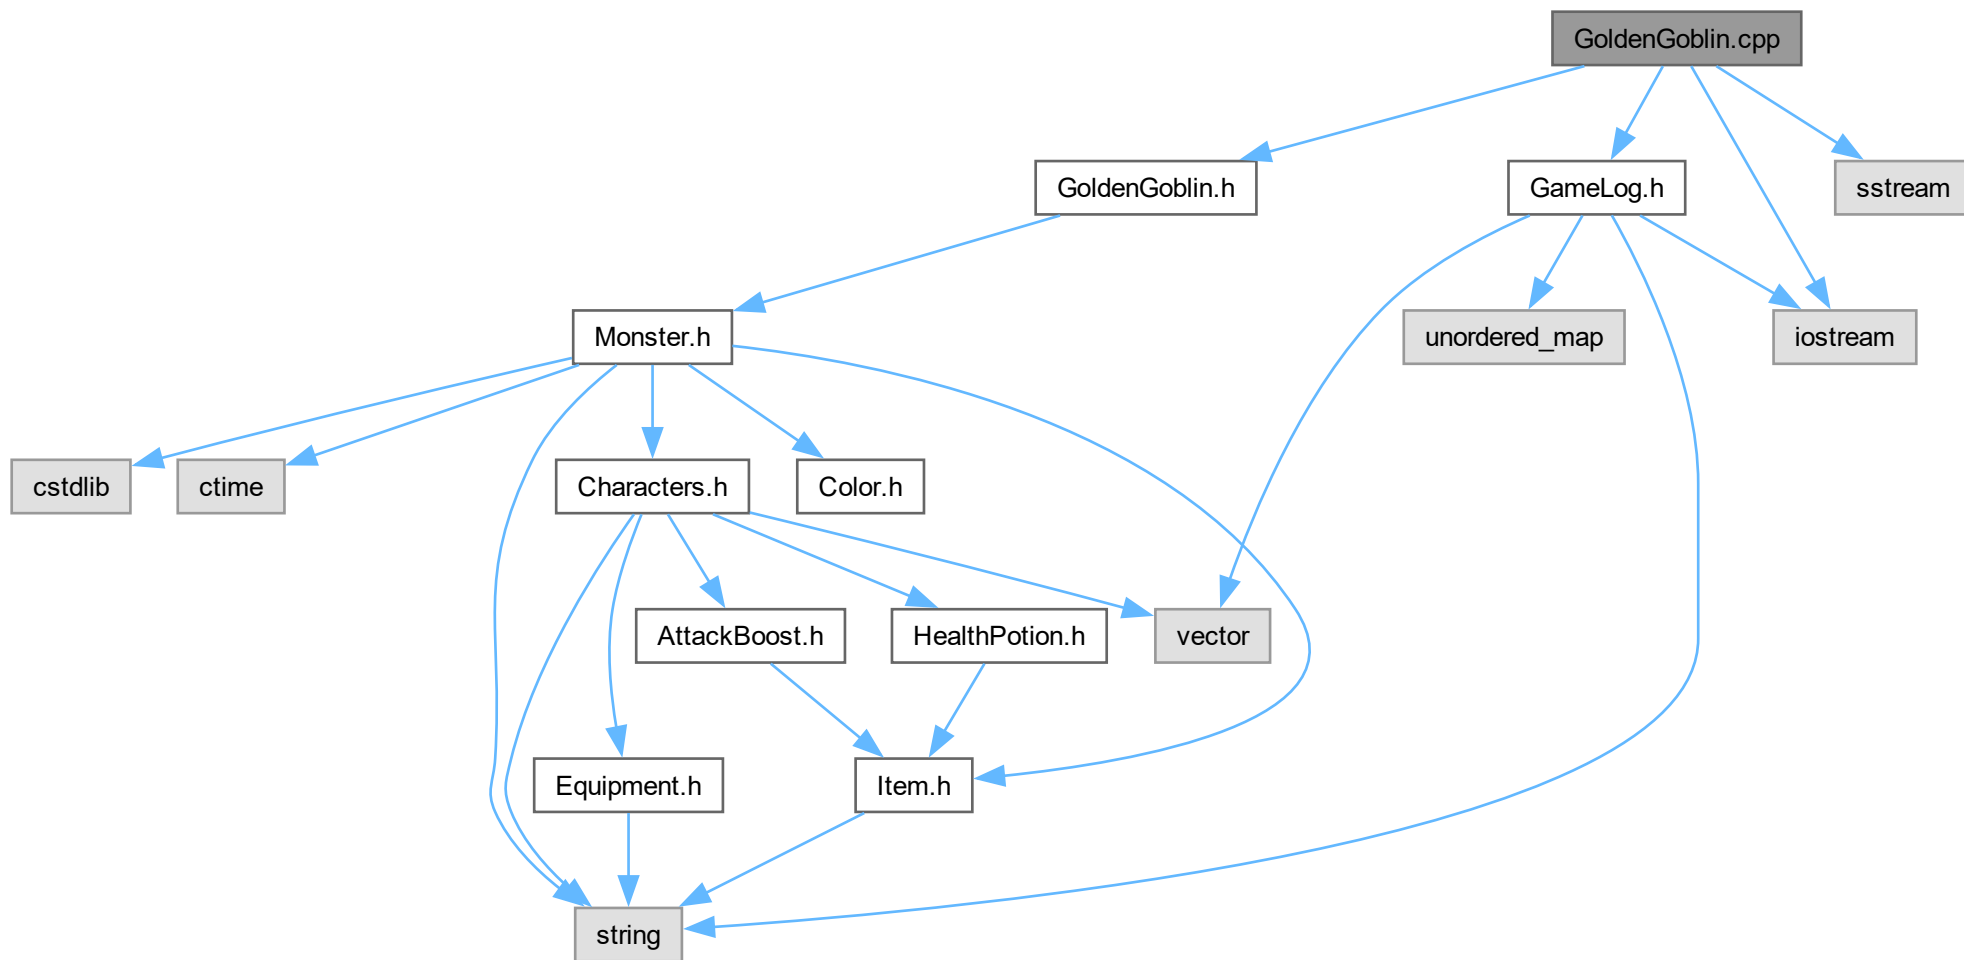 GoldenGoblin.cpp
GoldenGoblin.h
GameLog.h
sstream
Monster.h
unordered_map
iostream
cstdlib
ctime
Characters.h
Color.h
AttackBoost.h
HealthPotion.h
vector
Equipment.h
Item.h
string